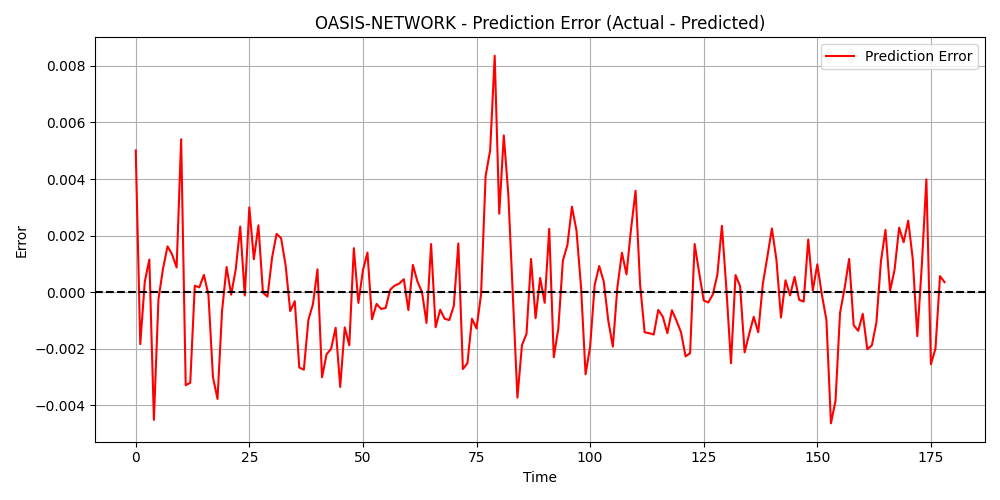 OASIS-NETWORK - Prediction Error (Actual - Predicted)
Prediction Error
Error
0.008
0.006
0.004
0.002
0.000
−0.002
−0.004
0 25 50 75 100 125 150 175
Time